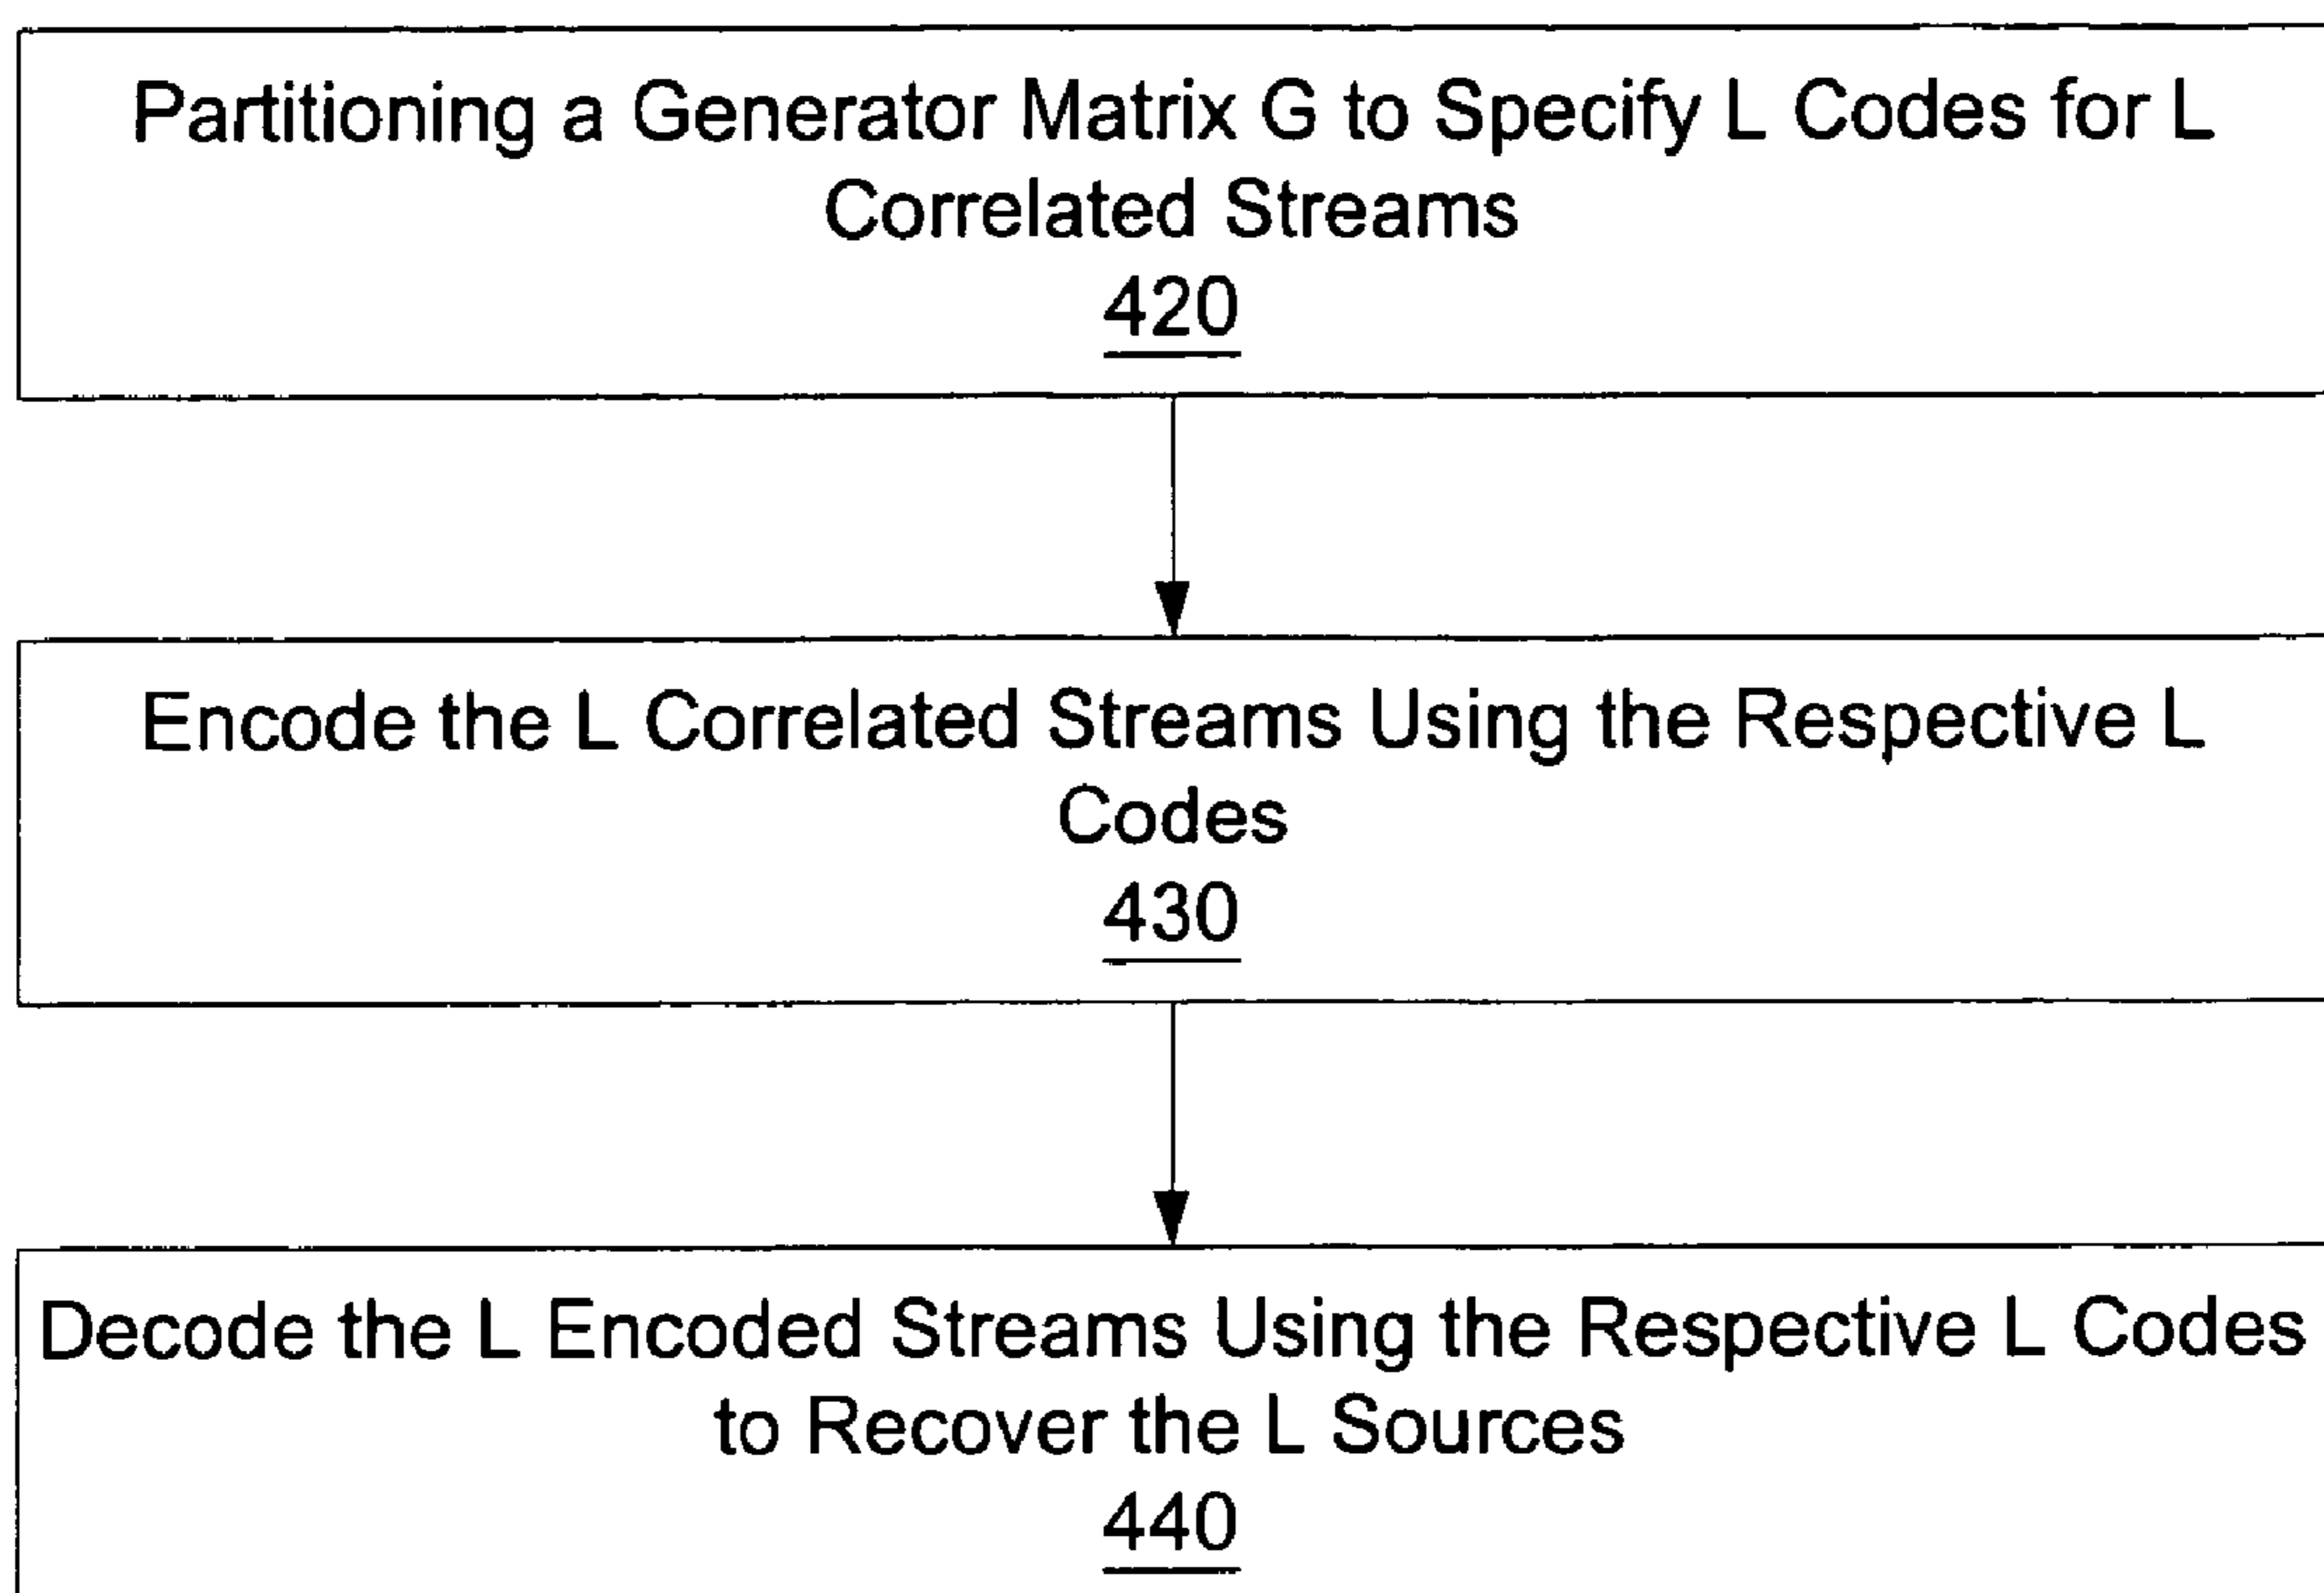 Partitioning a Generator Matrix G to Specify L Codes for L
Correlated Streams
420
Encode the L Correlated Streams Using the Respective L
Codes
430
Decode the L Encoded Streams Using the Respective L Codes
to Recover the L Sources
440